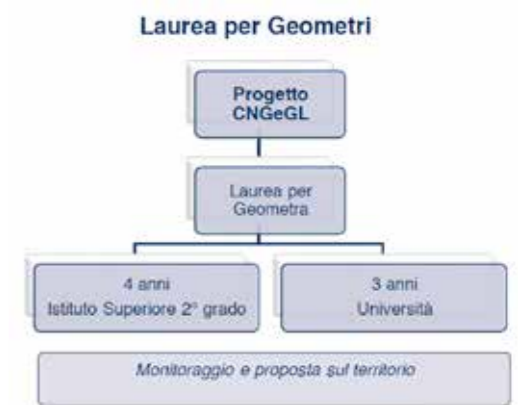 Laurea per Geometri
Progetto
CNGeGL
Laurea per
Geometra
4 anni
Istituto Superiore 2° grado
3 anni
Università
Monitoraggio e proposta sul territorio